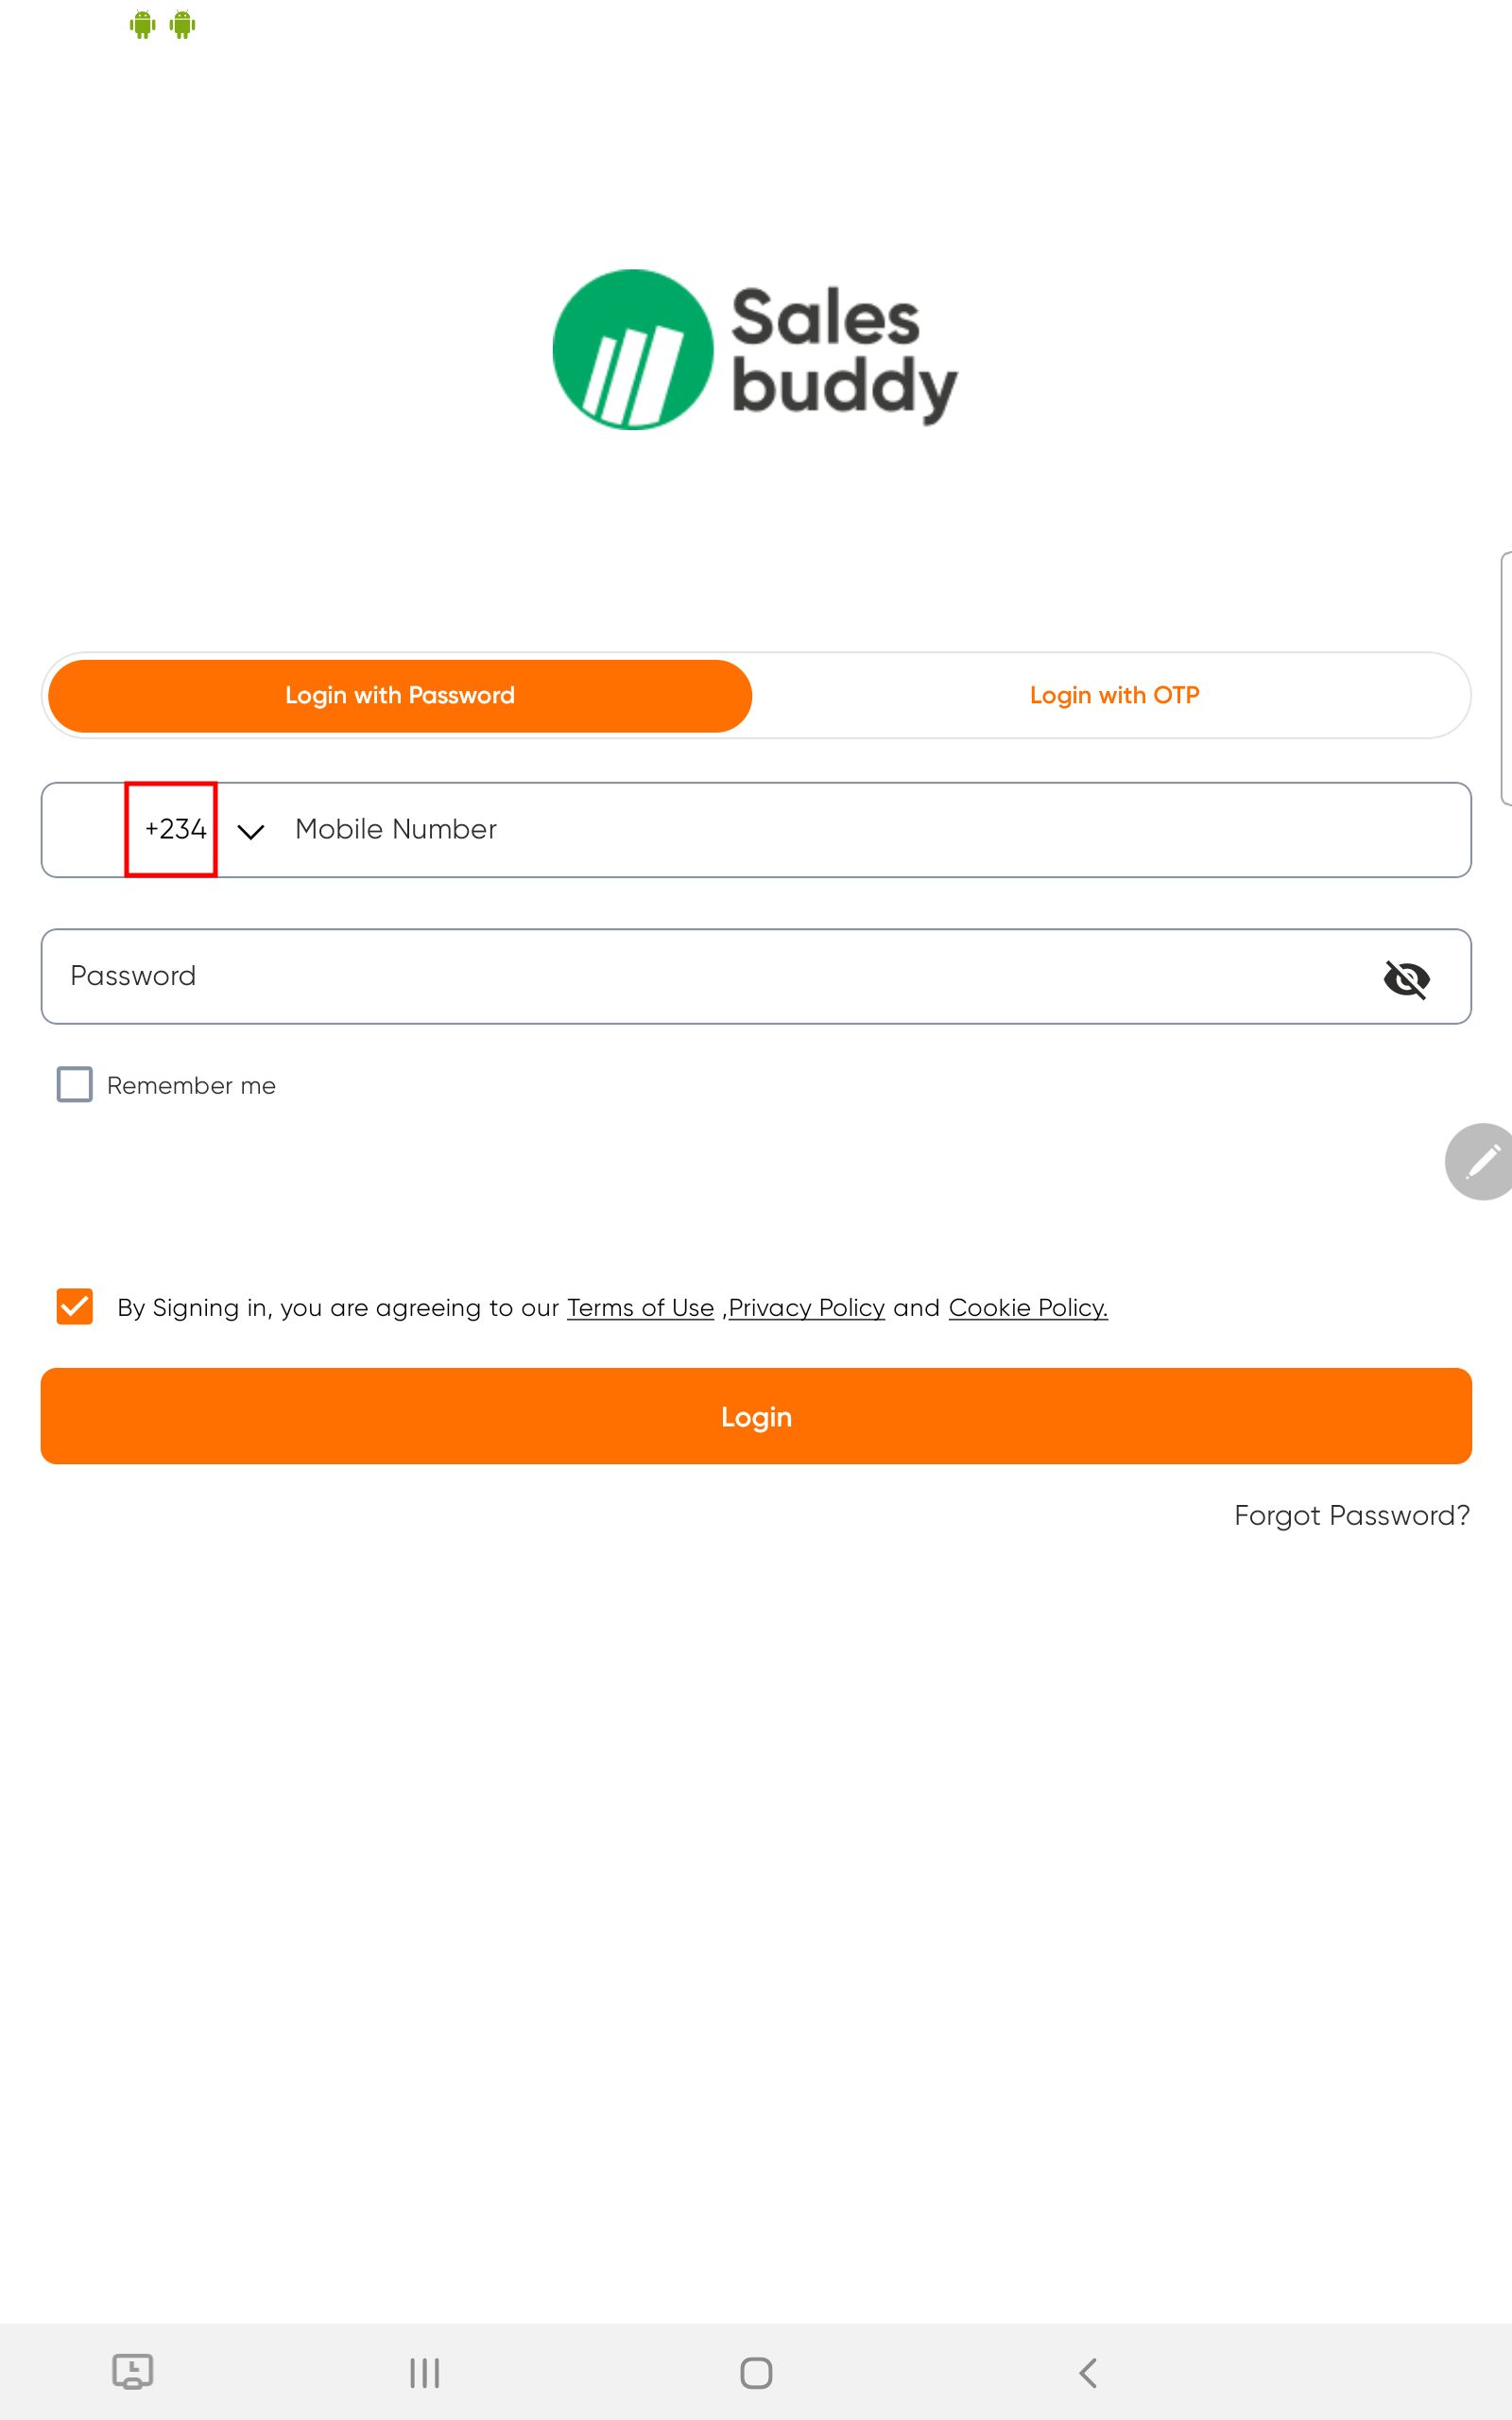 Sales
buddy
Login with Password
Login with OTP
+234
Mobile Number
Password
Remember me
By Signing in, you are agreeing to our Terms of Use ,Privacy Policy and Cookie Policy.
Login
Forgot Password?